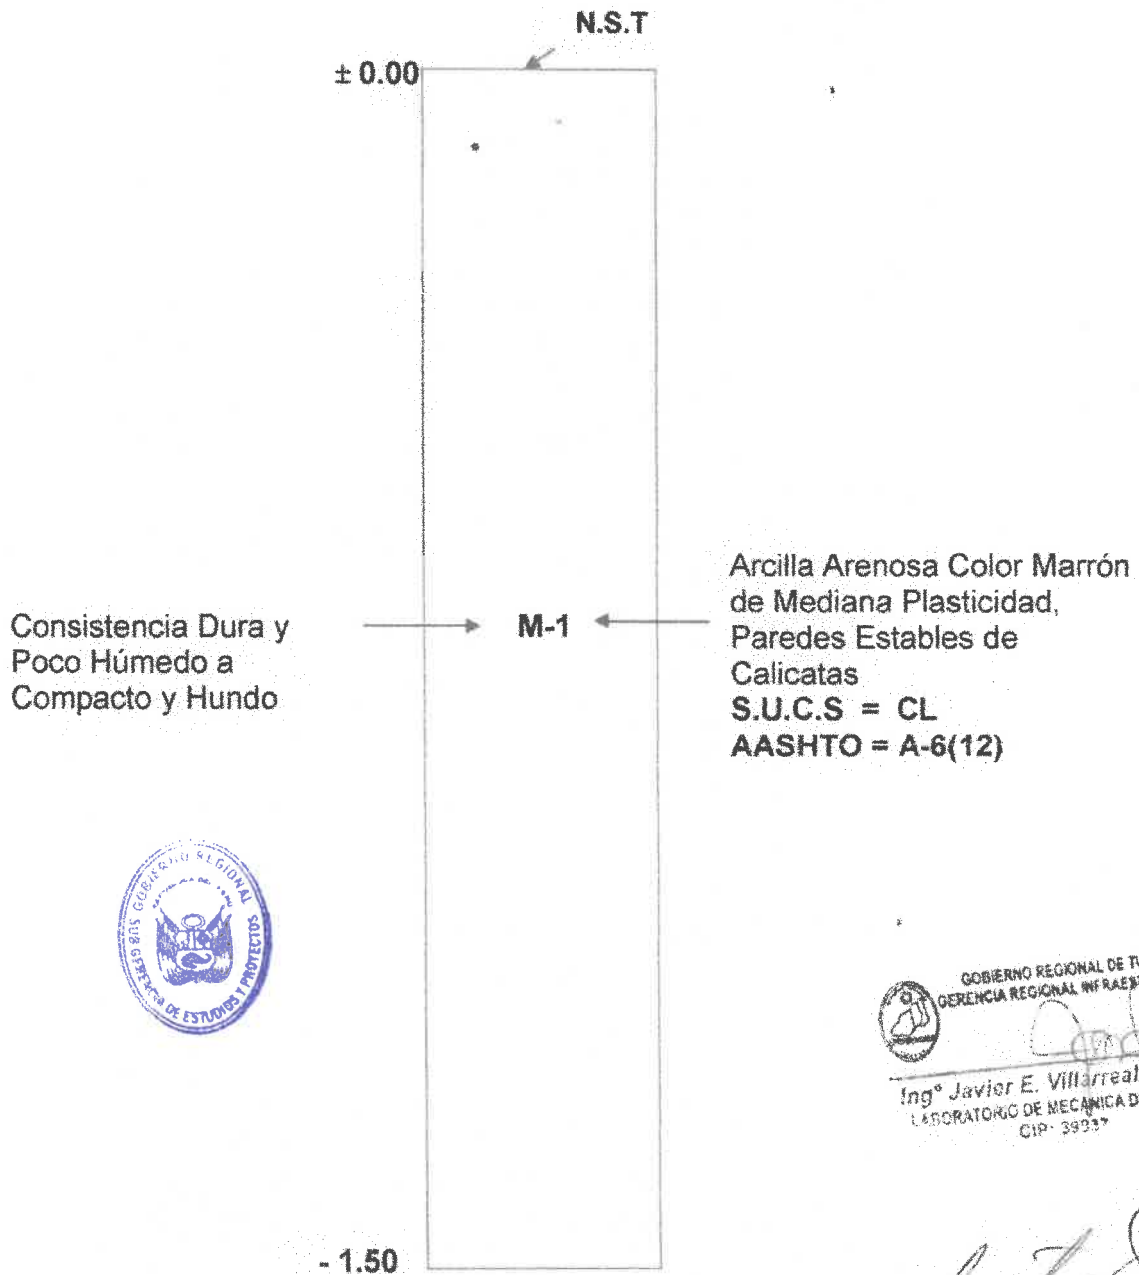 N.S.T
± 0.00
Consistencia Dura y
Poco Húmedo a
Compacto y Hundo
M-1
Arcilla Arenosa Color Marrón
de Mediana Plasticidad,
Paredes Estables de
Calicatas
S.U.C.S = CL
AASHTO = A-6(12)
GOBIERNO REGIONAL
SUB GERENCIA DE ESTUDIOS Y PROYECTOS
GOBIERNO REGIONAL DE
GERENCIA REGIONAL
Ing° Javier E. Villarreal
LABORATORIO DE MECANICA
CIP:
- 1.50